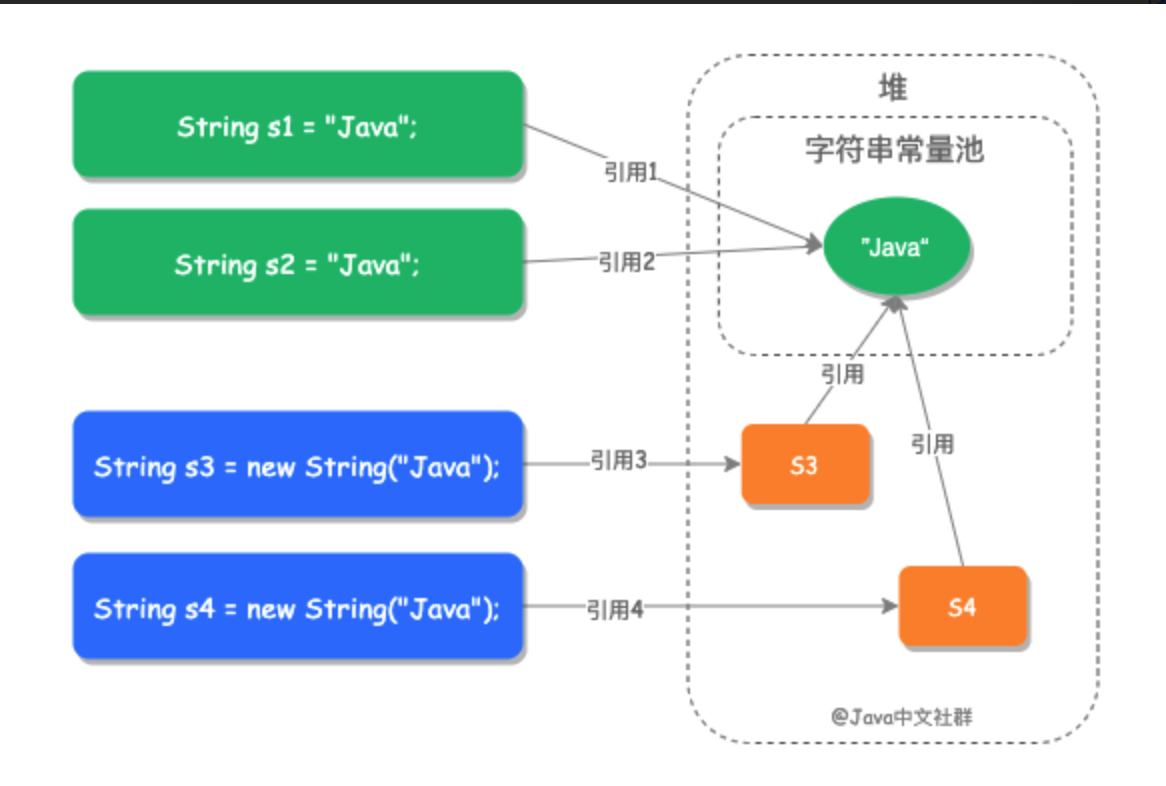 String s1 = "Java";
String s2 = "Java";
String s3 = new String("Java");
String s4 = new String("Java");
引用1
引用2
引用3
引用4
堆
字符串常量池
”Java“
引用
引用
S3
S4
@Java中文社群